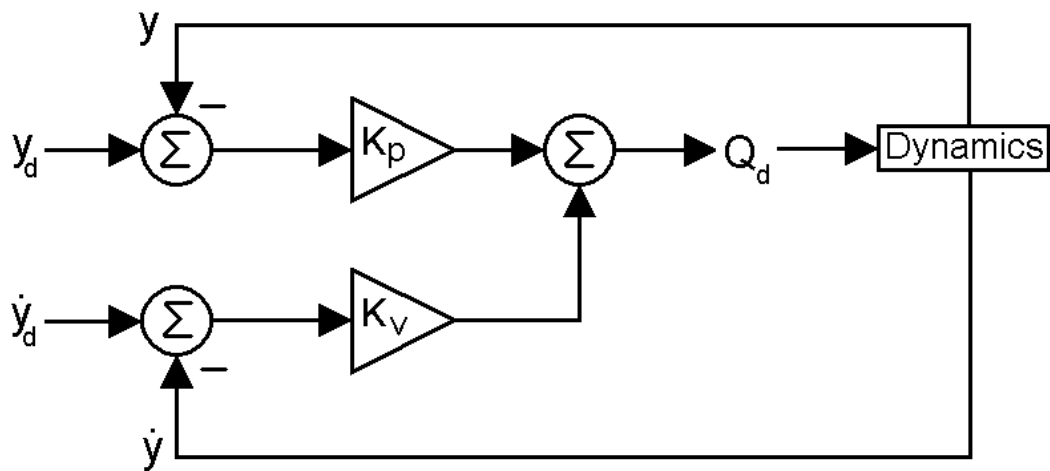 y
−
y_d
Σ
K_p
Σ
Q_d
Dynamics
ẏ_d
Σ
K_v
−
ẏ